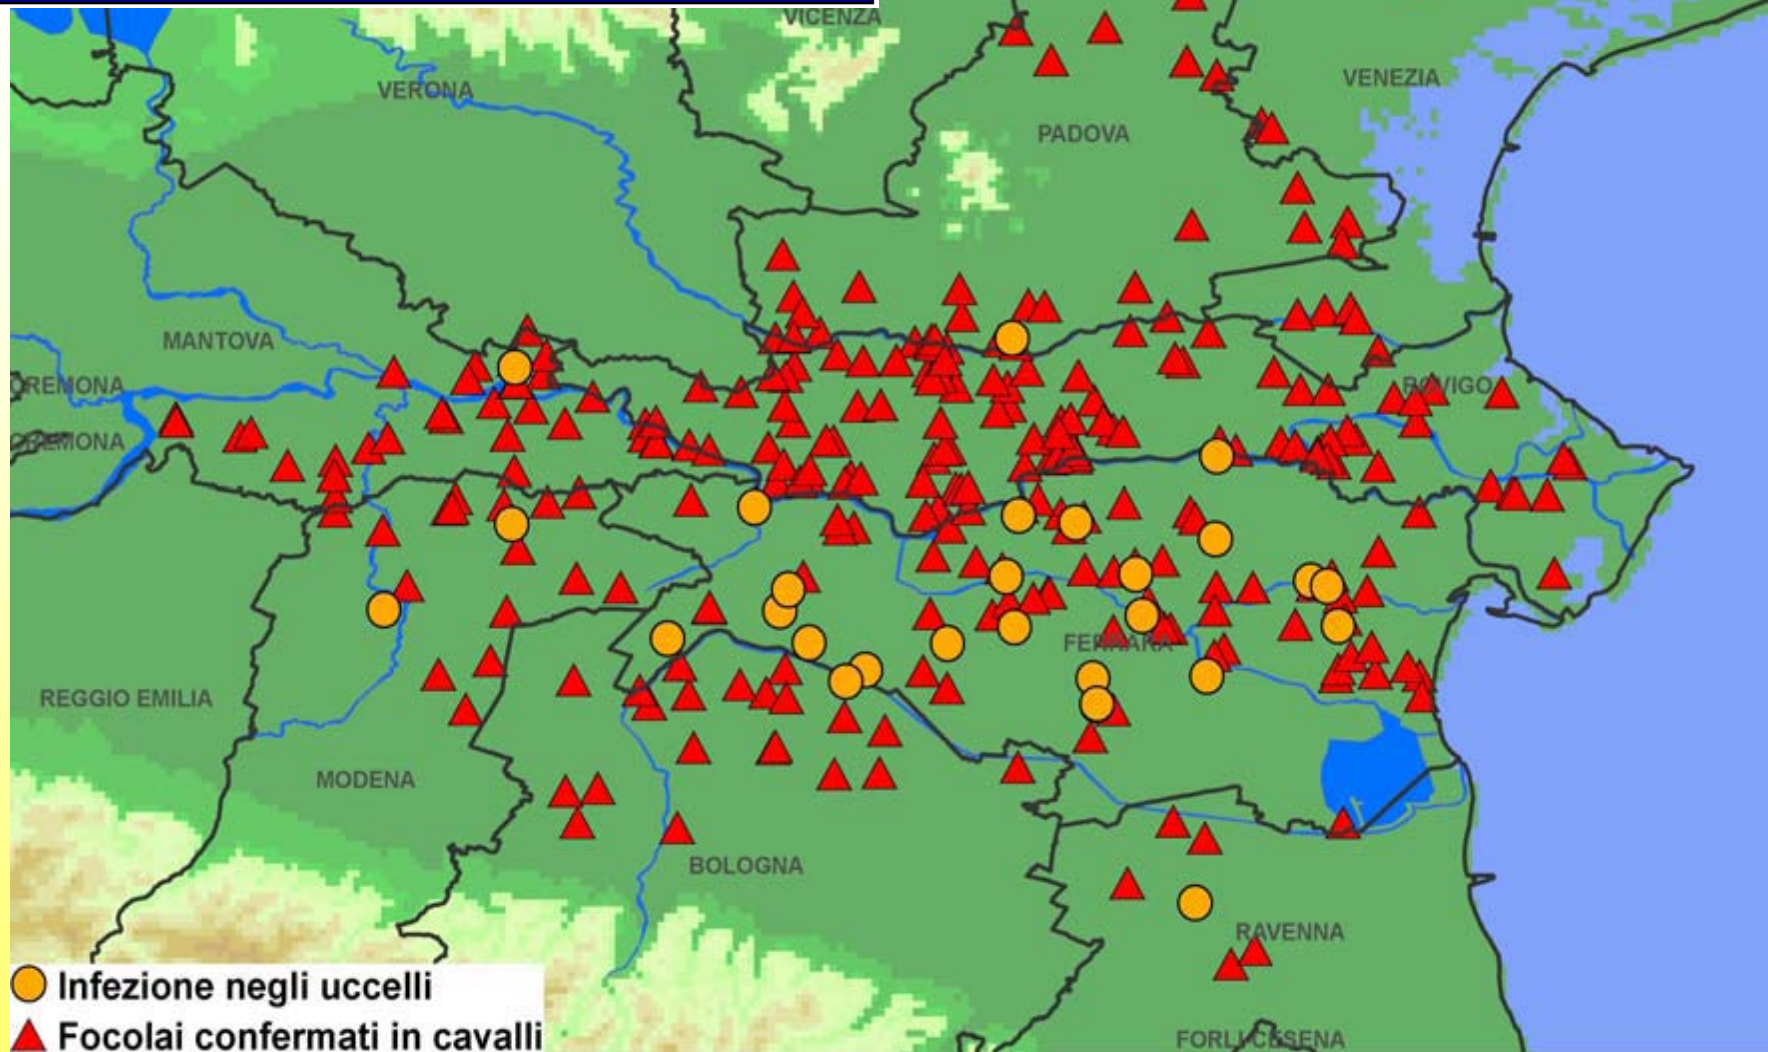 VICENZA
VERONA
VENEZIA
PADOVA
MANTOVA
CREMONA
ROVIGO
CREMONA
FERRARA
REGGIO EMILIA
MODENA
BOLOGNA
RAVENNA
Infezione negli uccelli
Focolai confermati in cavalli
FORLI'-CESENA